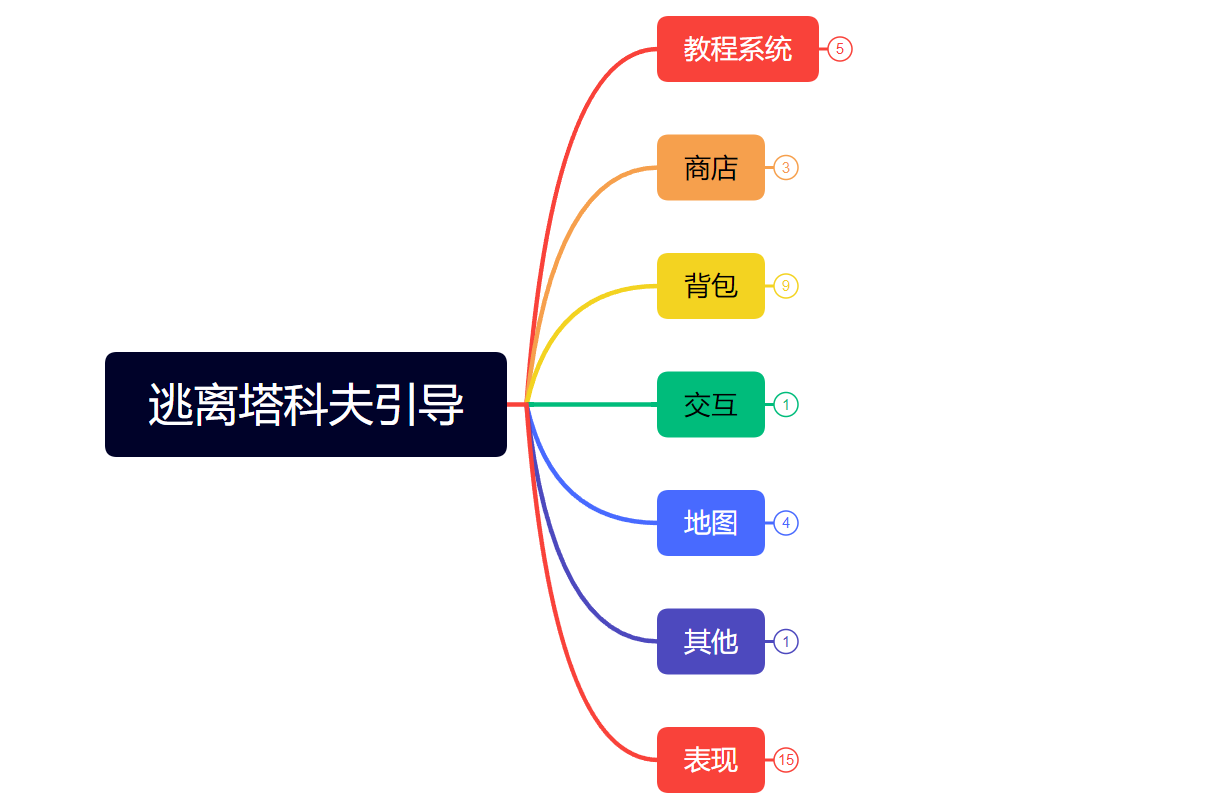 教程系统 5
商店 3
背包 9
逃离塔科夫引导
交互 1
地图 4
其他 1
表现 15